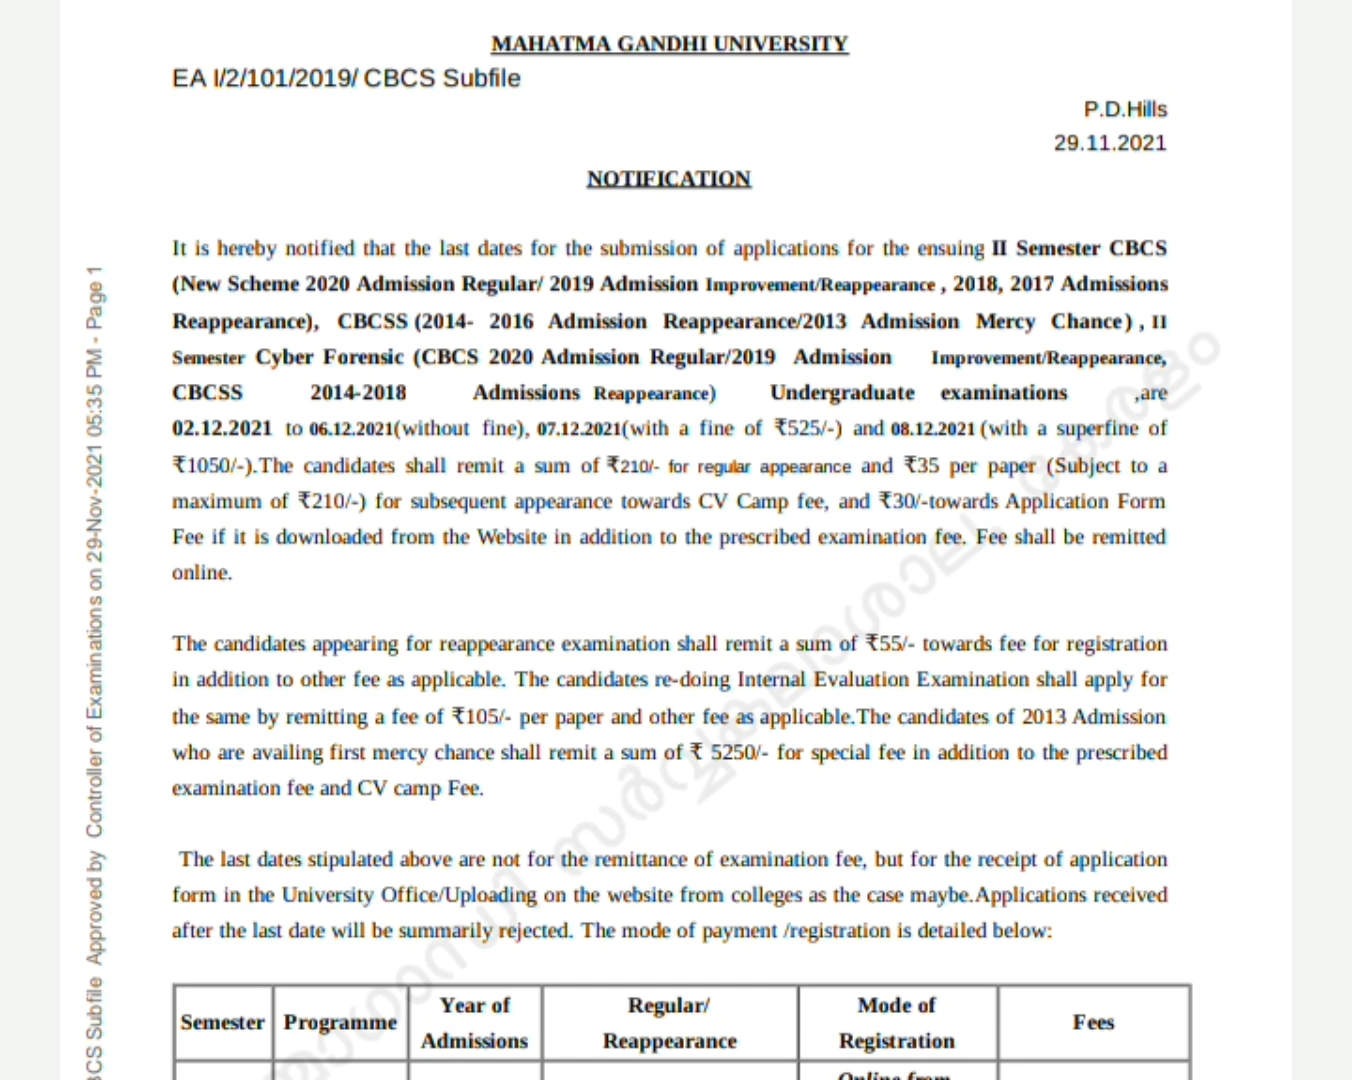 MAHATMA GANDHI UNIVERSITY
EA I/2/101/2019/ CBCS Subfile
P.D.Hills
29.11.2021
NOTIFICATION
It is hereby notified that the last dates for the submission of applications for the ensuing II Semester CBCS
(New Scheme 2020 Admission Regular/ 2019 Admission Improvement/Reappearance , 2018, 2017 Admissions
Reappearance), CBCSS (2014- 2016 Admission Reappearance/2013 Admission Mercy Chance) , II
Semester Cyber Forensic (CBCS 2020 Admission Regular/2019 Admission Improvement/Reappearance,
CBCSS 2014-2018 Admissions Reappearance) Undergraduate examinations ,are
02.12.2021 to 06.12.2021(without fine), 07.12.2021(with a fine of ₹525/-) and 08.12.2021 (with a superfine of
₹1050/-).The candidates shall remit a sum of ₹210/- for regular appearance and ₹35 per paper (Subject to a
maximum of ₹210/-) for subsequent appearance towards CV Camp fee, and ₹30/-towards Application Form
Fee if it is downloaded from the Website in addition to the prescribed examination fee. Fee shall be remitted
online.
The candidates appearing for reappearance examination shall remit a sum of ₹55/- towards fee for registration
in addition to other fee as applicable. The candidates re-doing Internal Evaluation Examination shall apply for
the same by remitting a fee of ₹105/- per paper and other fee as applicable.The candidates of 2013 Admission
who are availing first mercy chance shall remit a sum of ₹ 5250/- for special fee in addition to the prescribed
examination fee and CV camp Fee.
The last dates stipulated above are not for the remittance of examination fee, but for the receipt of application
form in the University Office/Uploading on the website from colleges as the case maybe.Applications received
after the last date will be summarily rejected. The mode of payment /registration is detailed below:
Semester Programme Year of Admissions Regular/ Reappearance Mode of Registration Fees
Online from
BCS Subfile Approved by Controller of Examinations on 29-Nov-2021 05:35 PM - Page 1
സർവ്വകലാശാല,